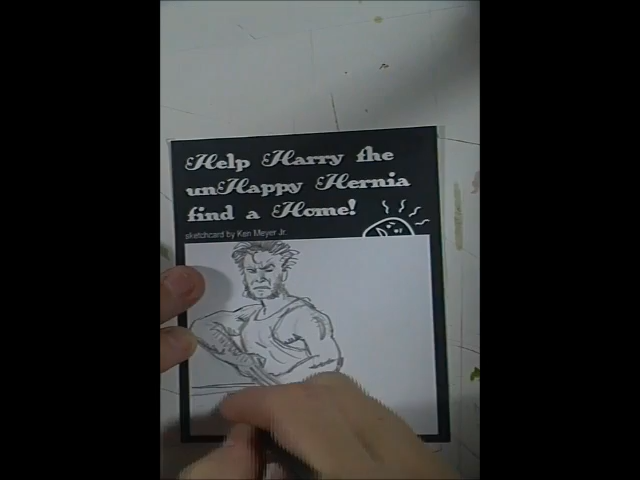 Help Harry the
unHappy Hernia
find a Home!
sketchcard by Ken Meyer Jr.